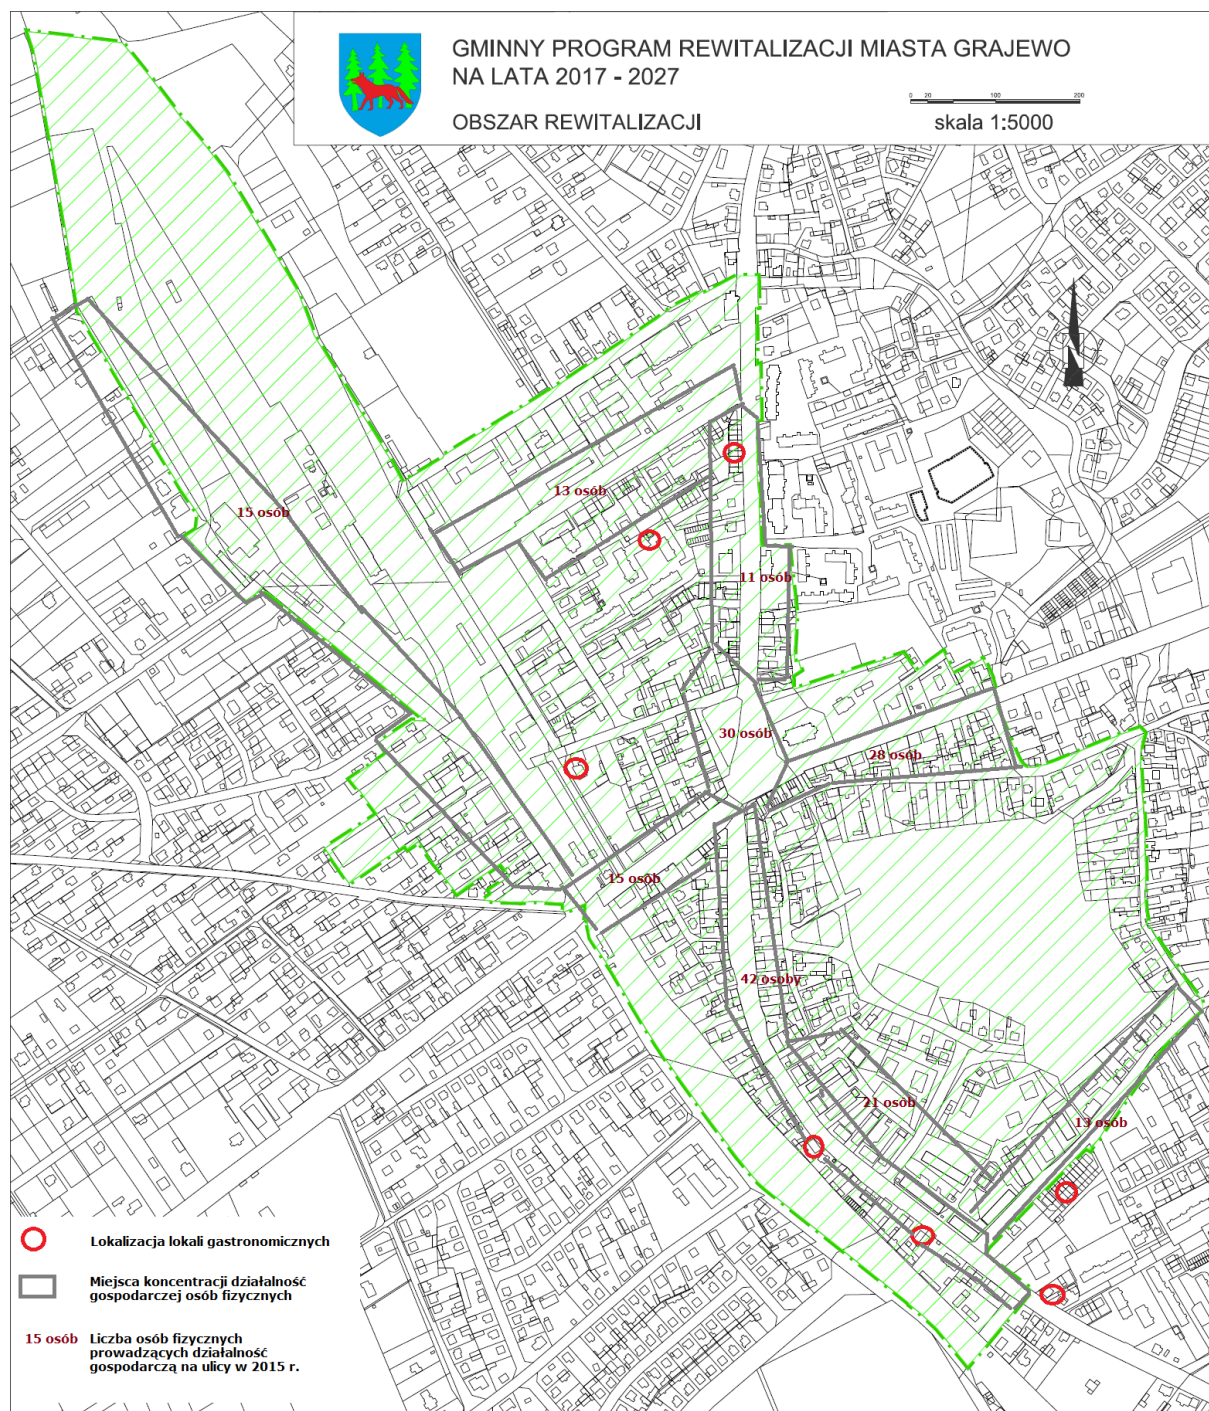 GMINNY PROGRAM REWITALIZACJI MIASTA GRAJEWO
NA LATA 2017 - 2027
OBSZAR REWITALIZACJI
0 20 100 200
skala 1:5000
13 osób
15 osób
11 osób
30 osób
28 osób
15 osób
42 osoby
21 osób
13 osób
Lokalizacja lokali gastronomicznych
Miejsca koncentracji działalność
gospodarczej osób fizycznych
15 osób
Liczba osób fizycznych
prowadzących działalność
gospodarczą na ulicy w 2015 r.